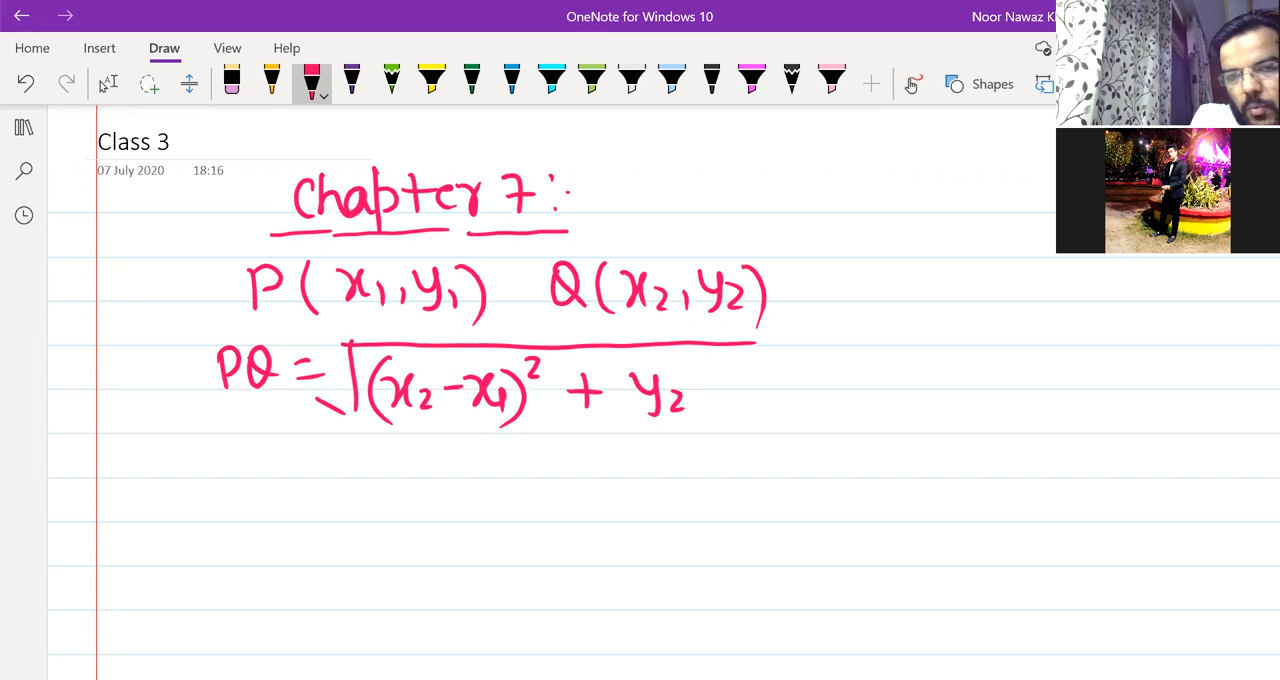 OneNote for Windows 10
Noor Nawaz K
Home Insert Draw View Help
Shapes
Class 3
07 July 2020 18:16
Chapter 7:
P(x₁,y₁) Q(x₂,y₂)
PQ = √(x₂-x₁)² + y₂